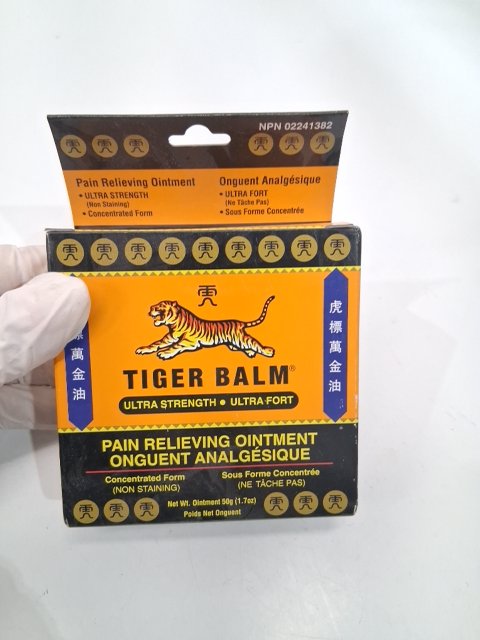 NPN 02241382
Pain Relieving Ointment
• ULTRA STRENGTH
(Non Staining)
• Concentrated Form
Onguent Analgésique
• ULTRA FORT
(Ne Tâche Pas)
• Sous Forme Concentrée
標萬金油
虎標萬金油
TIGER BALM®
ULTRA STRENGTH ● ULTRA FORT
PAIN RELIEVING OINTMENT
ONGUENT ANALGÉSIQUE
Concentrated Form
(NON STAINING)
Sous Forme Concentrée
(NE TÂCHE PAS)
Net Wt. Ointment 50g (1.7oz)
Poids Net Onguent